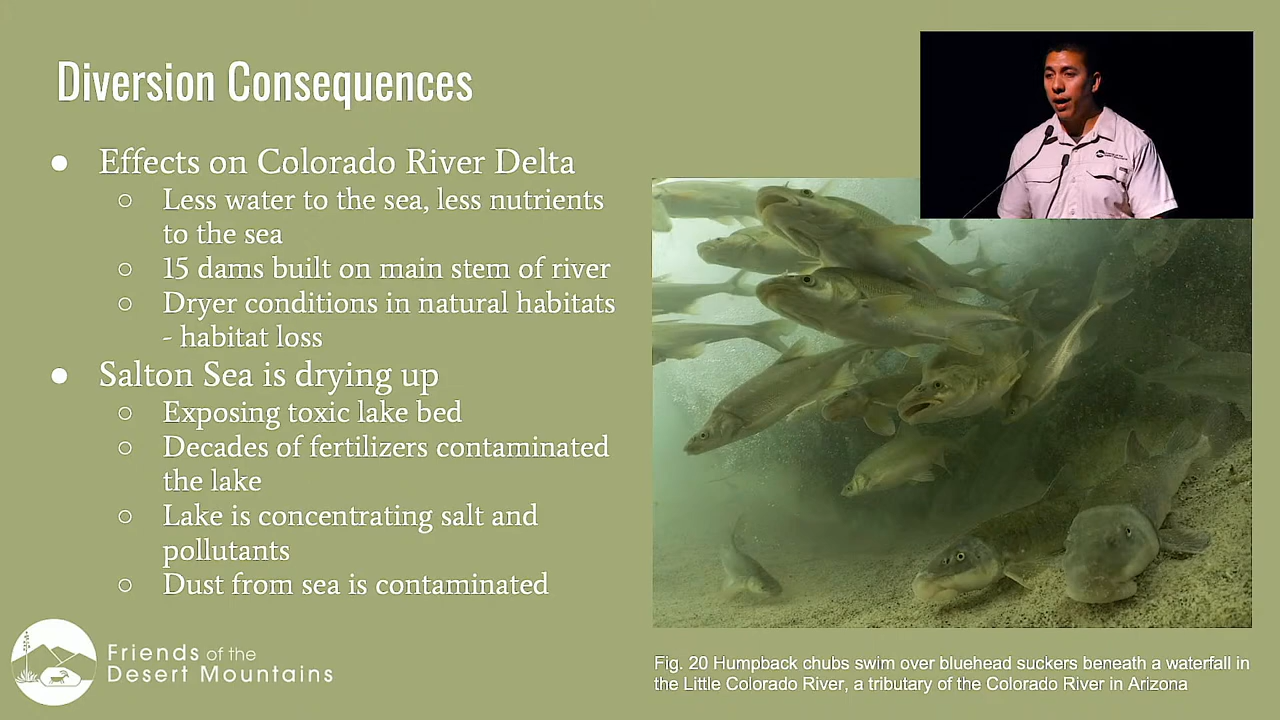 Diversion Consequences
● Effects on Colorado River Delta
○ Less water to the sea, less nutrients
to the sea
○ 15 dams built on main stem of river
○ Dryer conditions in natural habitats
- habitat loss
● Salton Sea is drying up
○ Exposing toxic lake bed
○ Decades of fertilizers contaminated
the lake
○ Lake is concentrating salt and
pollutants
○ Dust from sea is contaminated
Friends of the
Desert Mountains
Fig. 20 Humpback chubs swim over bluehead suckers beneath a waterfall in
the Little Colorado River, a tributary of the Colorado River in Arizona